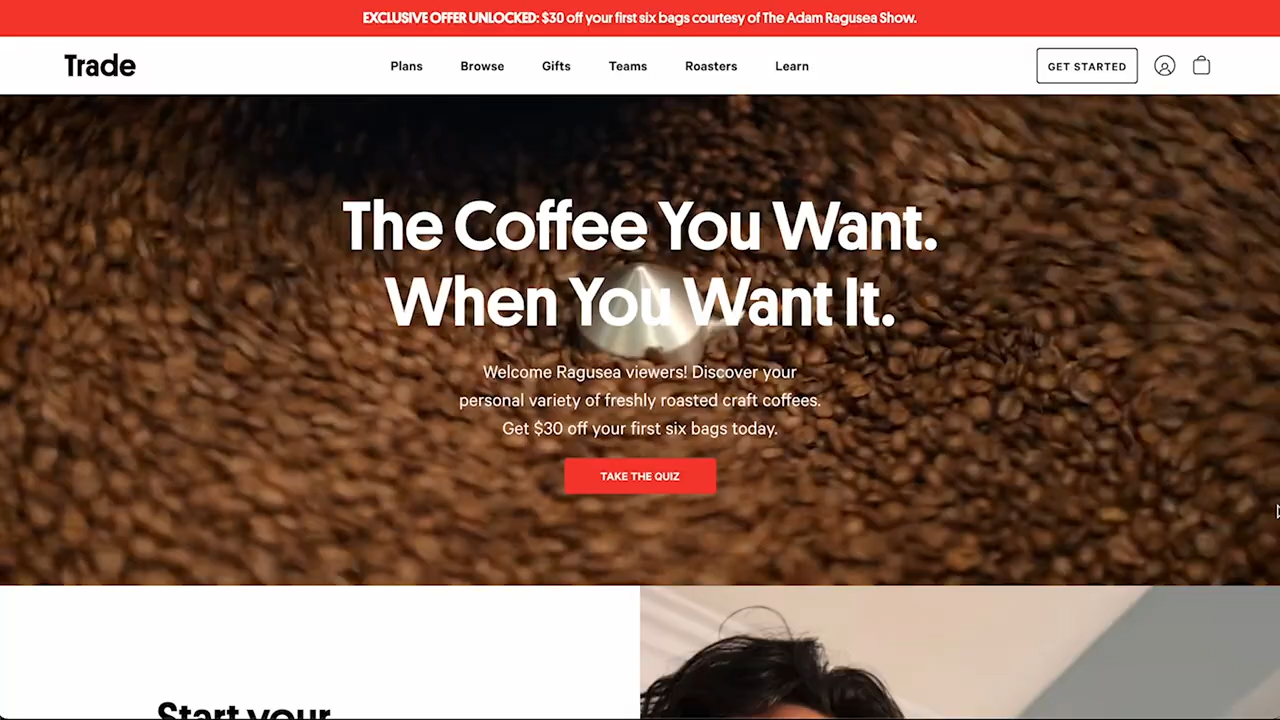 EXCLUSIVE OFFER UNLOCKED: $30 off your first six bags courtesy of The Adam Ragusea Show.
Trade
Plans
Browse
Gifts
Teams
Roasters
Learn
GET STARTED
The Coffee You Want.
When You Want It.
Welcome Ragusea viewers! Discover your
personal variety of freshly roasted craft coffees.
Get $30 off your first six bags today.
TAKE THE QUIZ
Start your